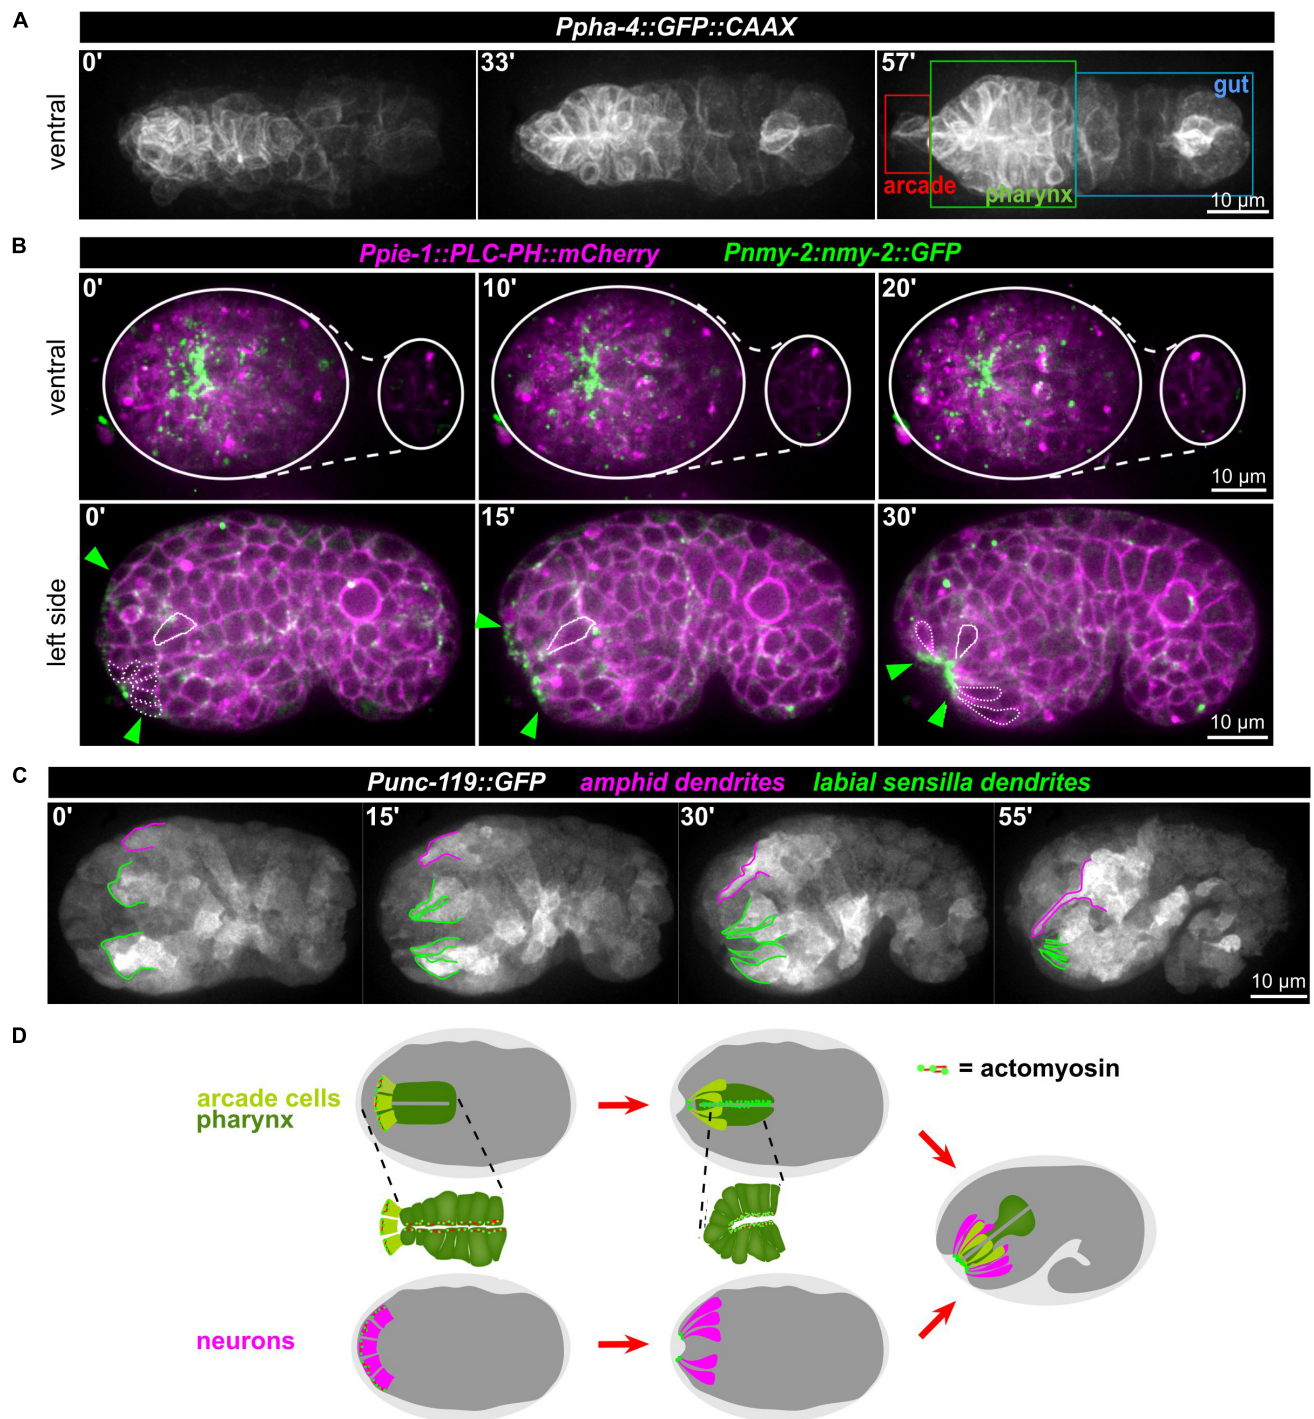 A
Ppha-4::GFP::CAAX
ventral
0'
33'
57'
gut
arcade
pharynx
10 µm
B
Ppie-1::PLC-PH::mCherry Pnmy-2:nmy-2::GFP
ventral
0'
10'
20'
10 µm
left side
0'
15'
30'
10 µm
C
Punc-119::GFP amphid dendrites labial sensilla dendrites
0'
15'
30'
55'
10 µm
D
arcade cells
pharynx
= actomyosin
neurons